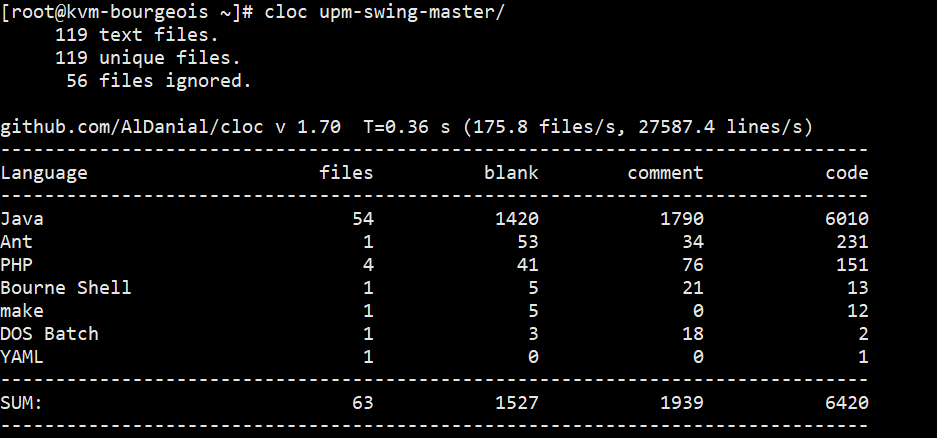 [root@kvm-bourgeois ~]# cloc upm-swing-master/
     119 text files.
     119 unique files.
      56 files ignored.

github.com/AlDanial/cloc v 1.70  T=0.36 s (175.8 files/s, 27587.4 lines/s)
-------------------------------------------------------------------------------
Language                     files          blank        comment           code
-------------------------------------------------------------------------------
Java                            54           1420           1790           6010
Ant                              1             53             34            231
PHP                              4             41             76            151
Bourne Shell                     1              5             21             13
make                             1              5              0             12
DOS Batch                        1              3             18              2
YAML                             1              0              0              1
-------------------------------------------------------------------------------
SUM:                            63           1527           1939           6420
-------------------------------------------------------------------------------